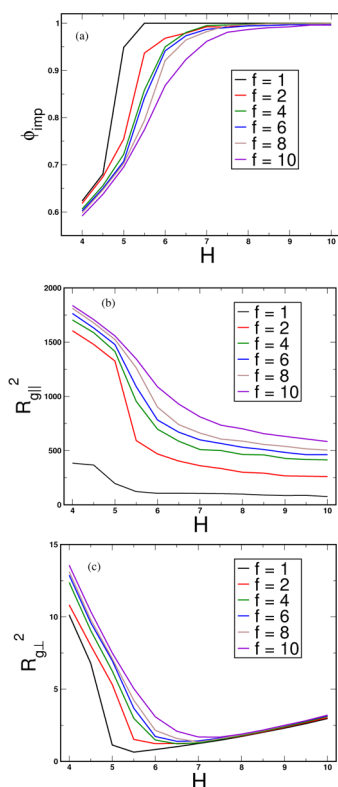 (a)
1
0.9
0.8
0.7
0.6
ϕimp
f = 1
f = 2
f = 4
f = 6
f = 8
f = 10
4 5 6 7 8 9 10
H
(b)
2000
1500
1000
500
0
Rg||2
f = 1
f = 2
f = 4
f = 6
f = 8
f = 10
4 5 6 7 8 9 10
H
(c)
15
10
5
0
Rg⊥2
f = 1
f = 2
f = 4
f = 6
f = 8
f = 10
4 5 6 7 8 9 10
H